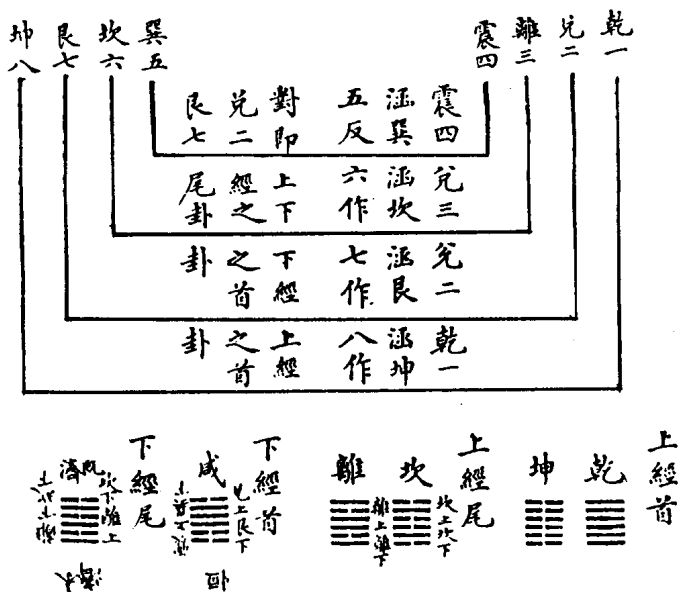 乾一
兌二
離三
震四
巽五
坎六
艮七
坤八
震四
涵巽
五反
對即
兌二
艮七
兌三
涵坎
六作
上下
經之
尾卦
兌二
涵艮
七作
下經
之首
卦
乾一
涵坤
八作
上經
之首
卦
上經首
乾
坤
上經尾
坎
坎上坎下
離
離上離下
下經首
咸
兌上艮下
恒
下經尾
既濟
未濟